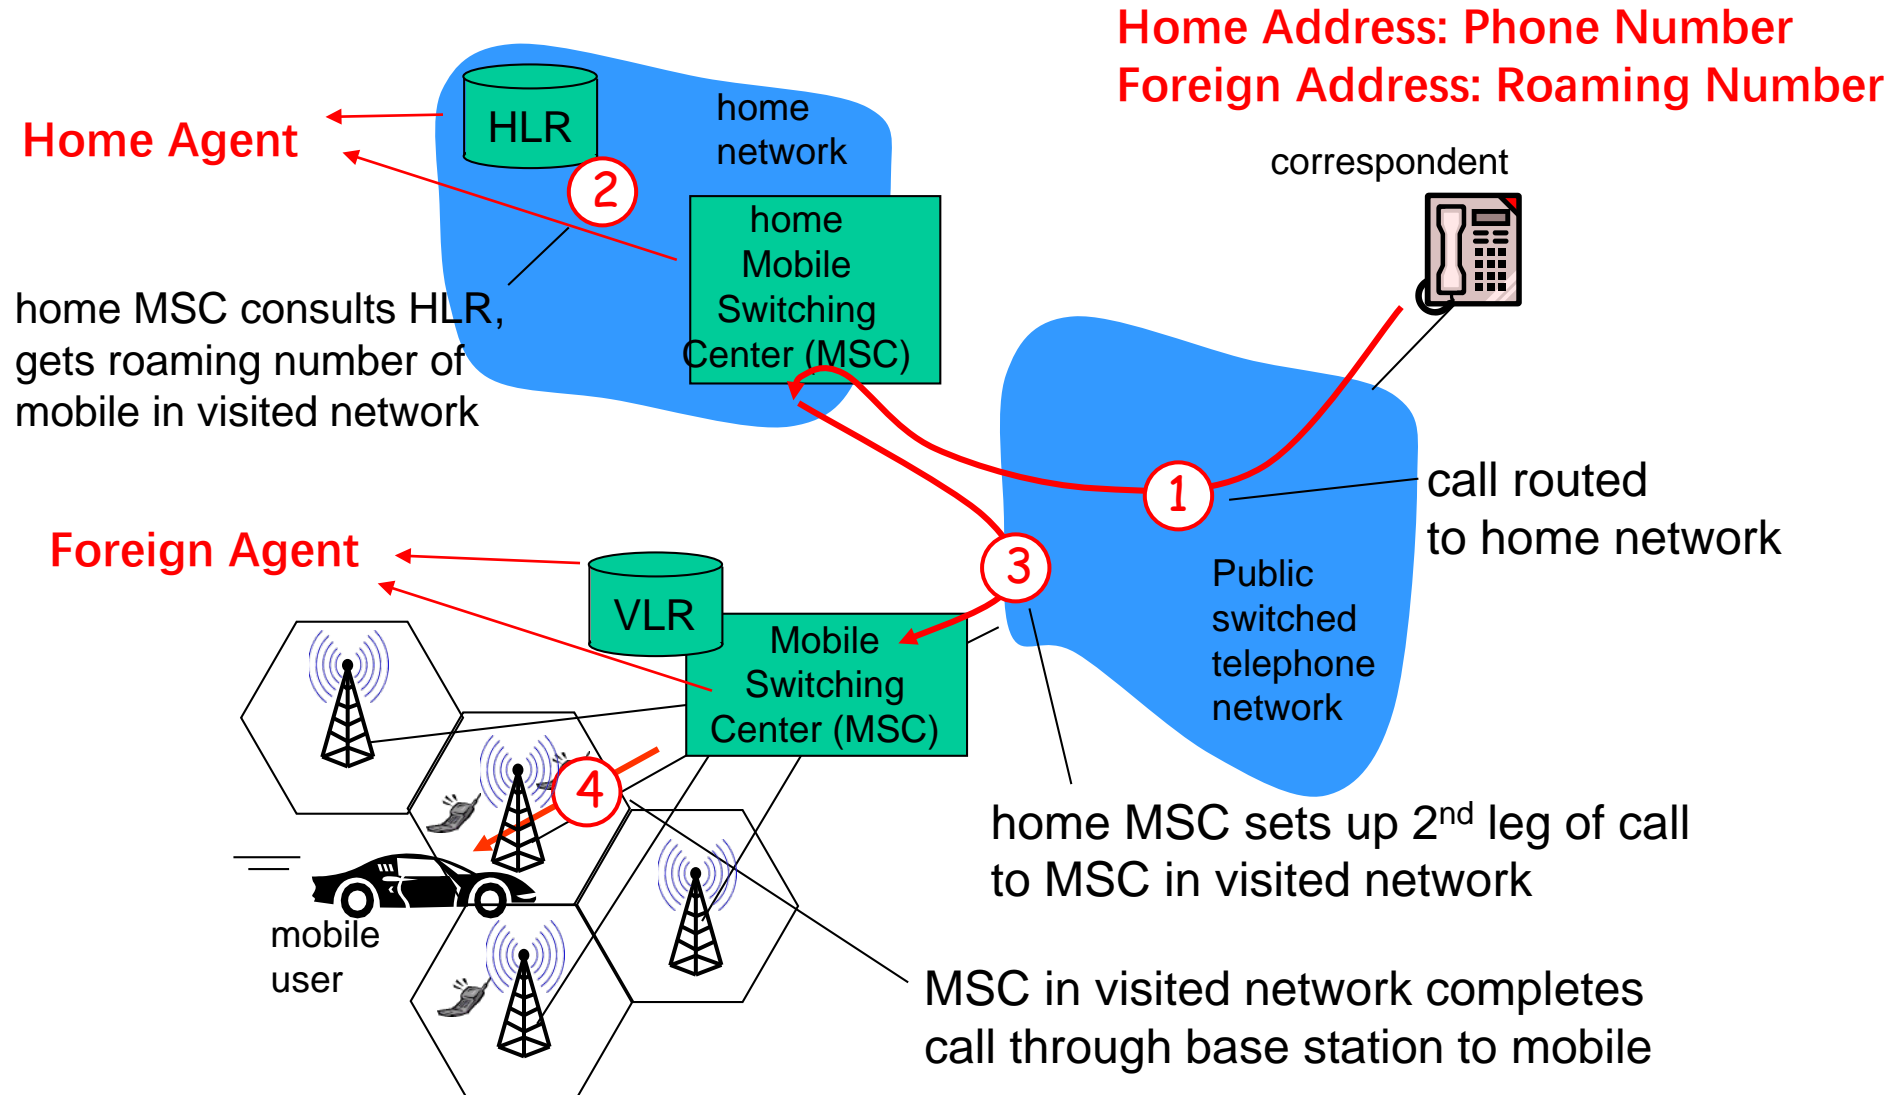 Home Address: Phone Number
Foreign Address: Roaming Number
Home Agent
HLR
home
network
2
correspondent
home
Mobile
Switching
Center (MSC)
home MSC consults HLR,
gets roaming number of
mobile in visited network
1
call routed
to home network
Foreign Agent
3
Public
switched
telephone
network
VLR
Mobile
Switching
Center (MSC)
4
home MSC sets up 2nd leg of call
to MSC in visited network
mobile
user
MSC in visited network completes
call through base station to mobile